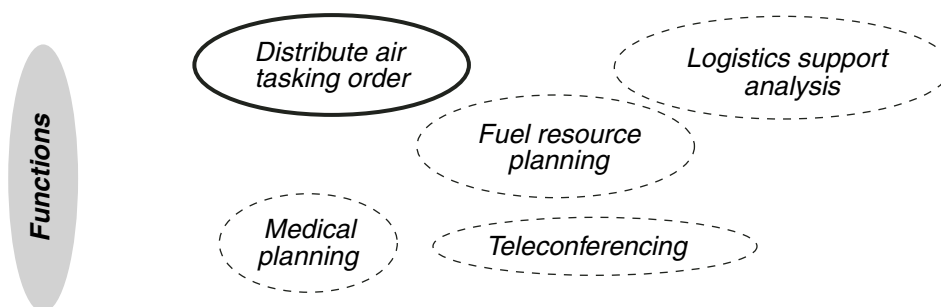 Functions
Distribute air
tasking order
Logistics support
analysis
Fuel resource
planning
Medical
planning
Teleconferencing